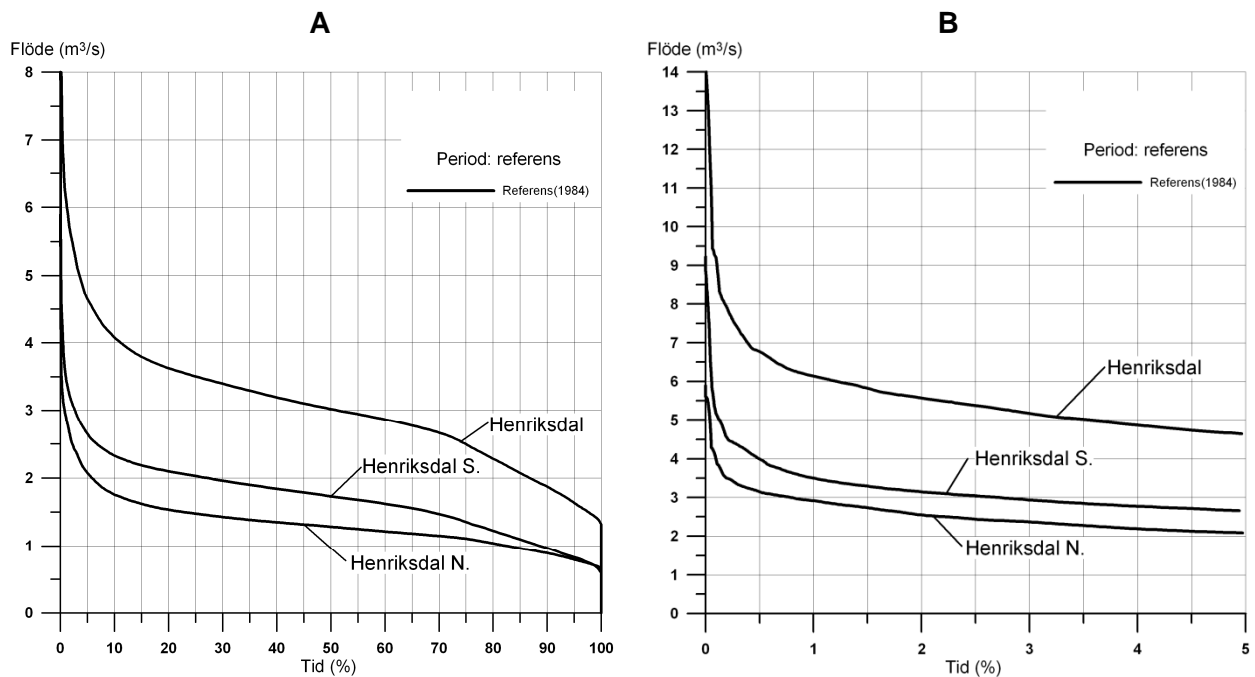 A
Flöde (m³/s)
8
7
6
5
4
3
2
1
0
Period: referens
Referens(1984)
Henriksdal
Henriksdal S.
Henriksdal N.
0 10 20 30 40 50 60 70 80 90 100
Tid (%)
B
Flöde (m³/s)
14
13
12
11
10
9
8
7
6
5
4
3
2
1
0
Period: referens
Referens(1984)
Henriksdal
Henriksdal S.
Henriksdal N.
0 1 2 3 4 5
Tid (%)